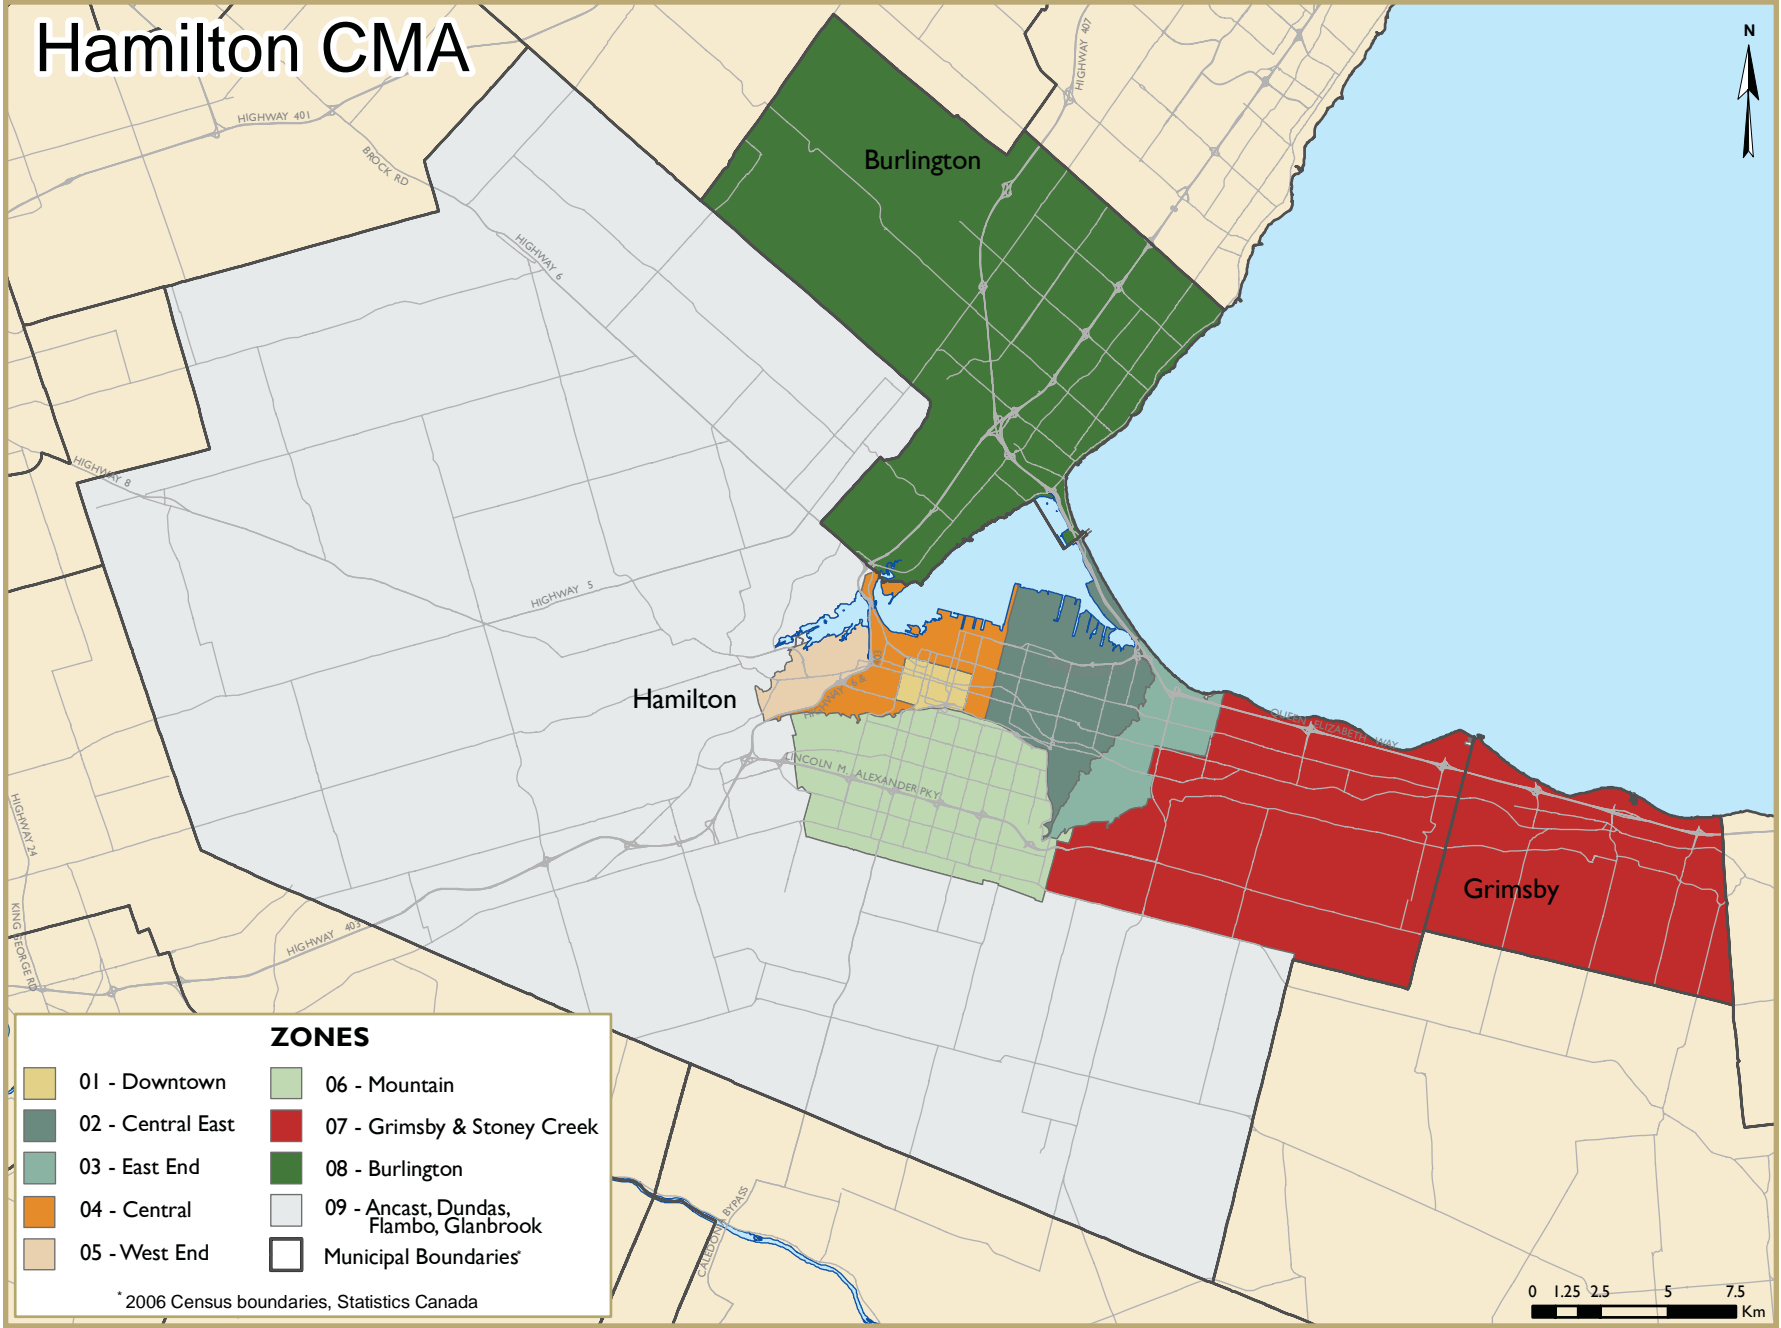 Hamilton CMA
N
HIGHWAY 407
HIGHWAY 401
BROCK RD
Burlington
HIGHWAY 6
HIGHWAY 8
HIGHWAY 5
Hamilton
HIGHWAY 6 &
QUEEN ELIZABETH WAY
LINCOLN M. ALEXANDER PKY
HIGHWAY 24
Grimsby
KING GEORGE RD
HIGHWAY 403
CALEDONIA BYPASS
ZONES
01 - Downtown
02 - Central East
03 - East End
04 - Central
05 - West End
06 - Mountain
07 - Grimsby & Stoney Creek
08 - Burlington
09 - Ancast, Dundas,
Flambo, Glanbrook
Municipal Boundaries*
* 2006 Census boundaries, Statistics Canada
0 1.25 2.5 5 7.5
Km